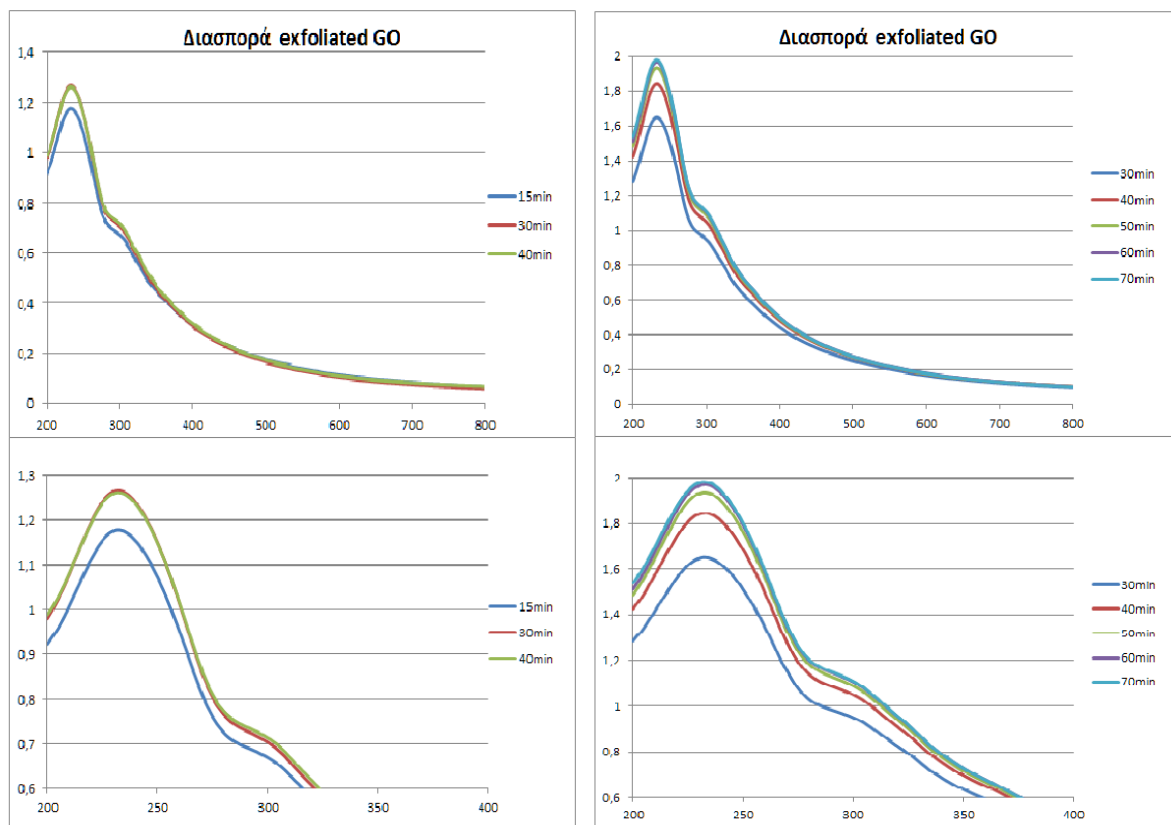 Διασπορά exfoliated GO
1,4
1,2
1
0,8
0,6
0,4
0,2
0
200 300 400 500 600 700 800
15min
30min
40min
Διασπορά exfoliated GO
2
1,8
1,6
1,4
1,2
1
0,8
0,6
0,4
0,2
0
200 300 400 500 600 700 800
30min
40min
50min
60min
70min
1,3
1,2
1,1
1
0,9
0,8
0,7
0,6
200 250 300 350 400
15min
30min
40min
2
1,8
1,6
1,4
1,2
1
0,8
0,6
200 250 300 350 400
30min
40min
50min
60min
70min